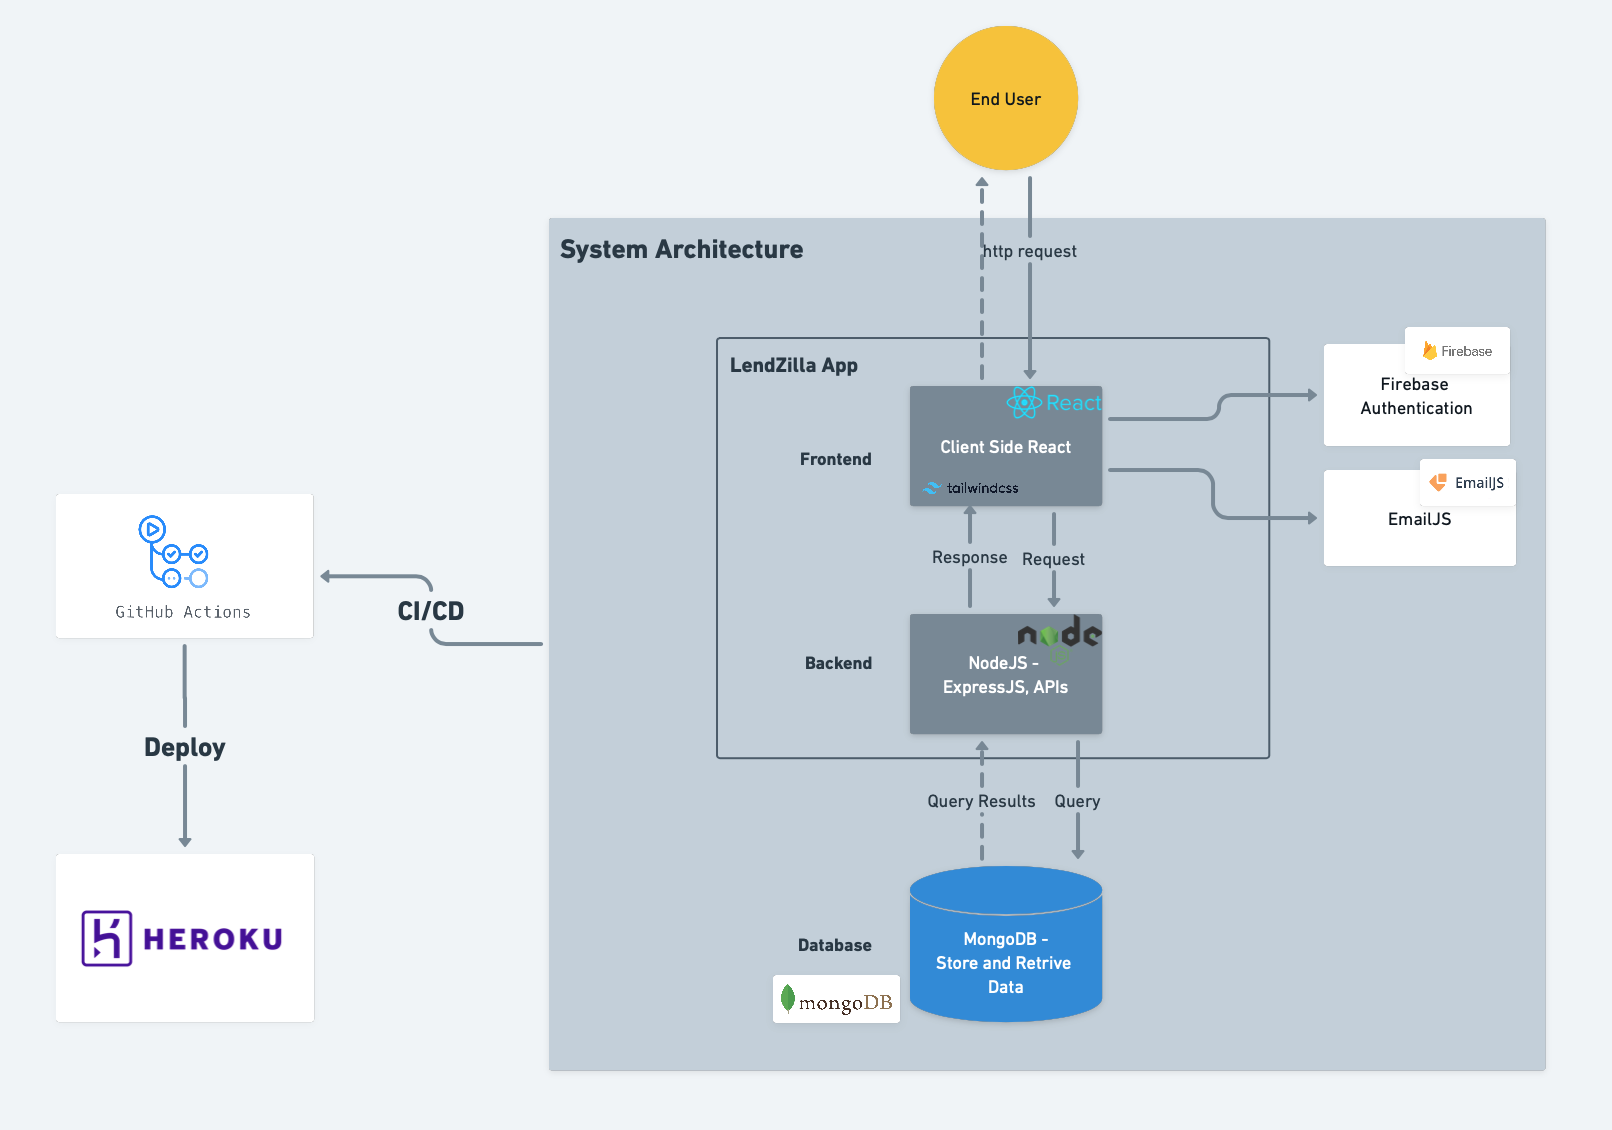 End User
System Architecture
http request
LendZilla App
Firebase
Firebase
Authentication
React
Client Side React
tailwindcss
Frontend
EmailJS
EmailJS
Response
Request
GitHub Actions
CI/CD
node
Backend
NodeJS -
ExpressJS, APIs
Deploy
Query Results
Query
HEROKU
Database
MongoDB -
Store and Retrive
Data
mongoDB